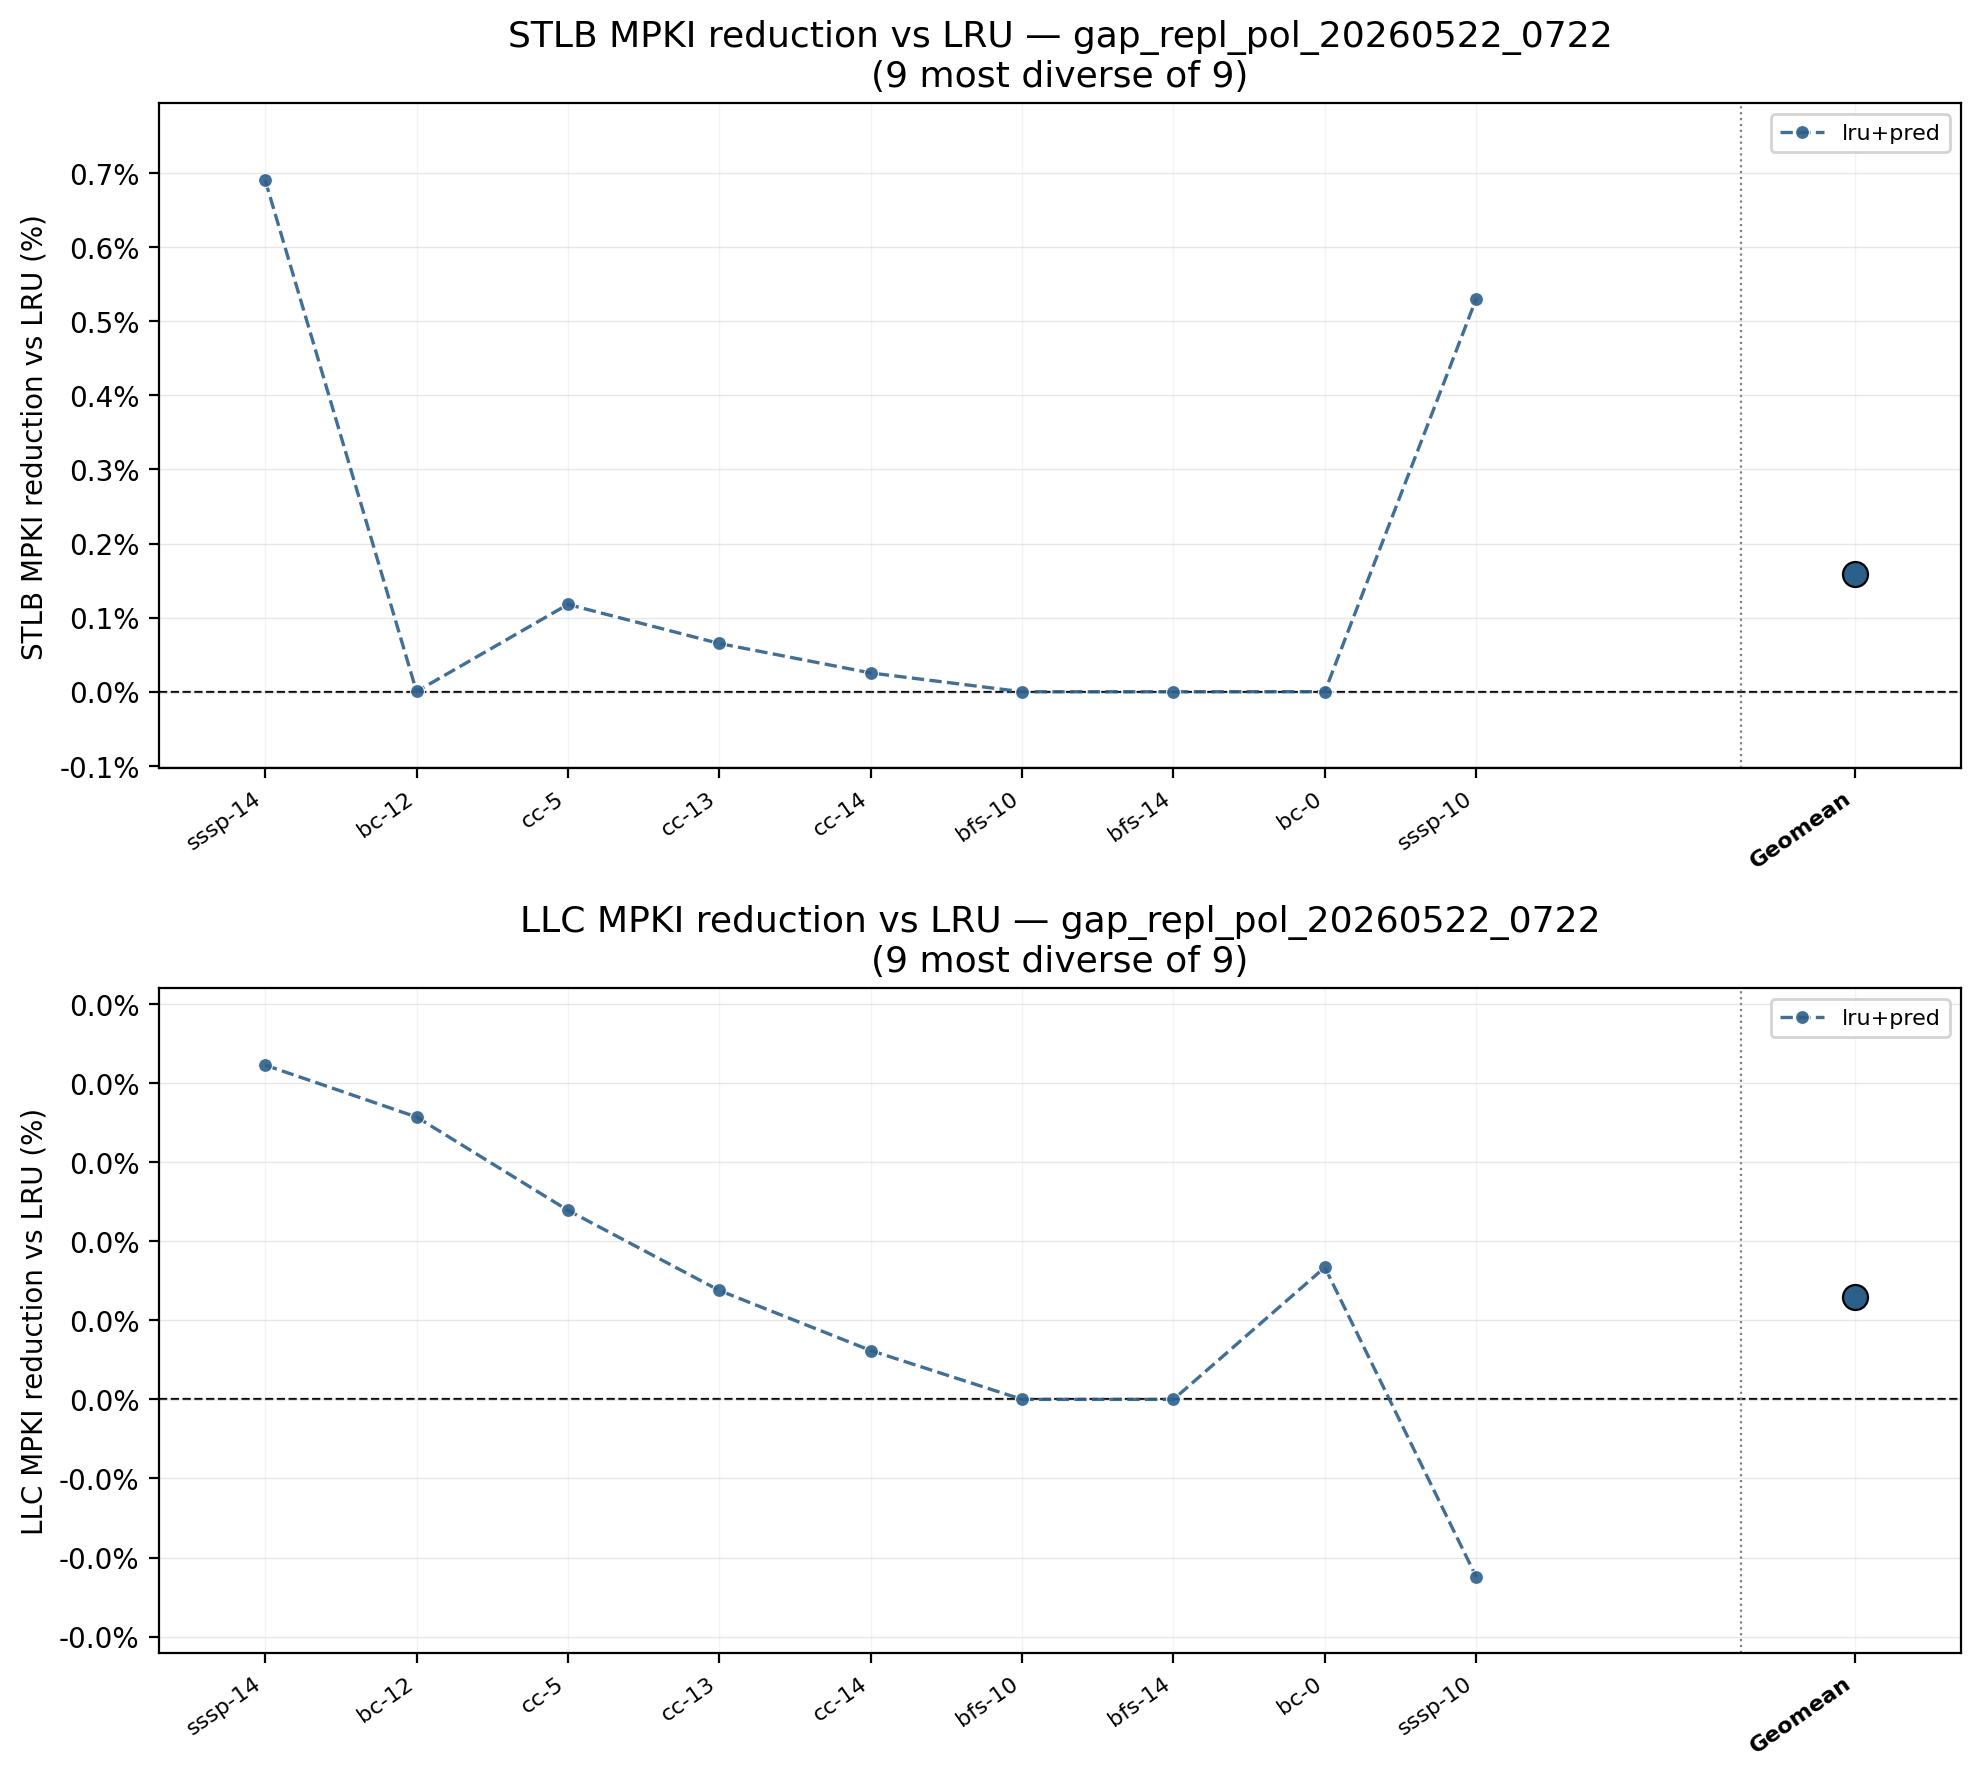 STLB MPKI reduction vs LRU — gap_repl_pol_20260522_0722
(9 most diverse of 9)
STLB MPKI reduction vs LRU (%)
0.7%
0.6%
0.5%
0.4%
0.3%
0.2%
0.1%
0.0%
-0.1%
lru+pred
sssp-14
bc-12
cc-5
cc-13
cc-14
bfs-10
bfs-14
bc-0
sssp-10
Geomean
LLC MPKI reduction vs LRU — gap_repl_pol_20260522_0722
(9 most diverse of 9)
LLC MPKI reduction vs LRU (%)
0.0%
0.0%
0.0%
0.0%
0.0%
0.0%
-0.0%
-0.0%
-0.0%
lru+pred
sssp-14
bc-12
cc-5
cc-13
cc-14
bfs-10
bfs-14
bc-0
sssp-10
Geomean